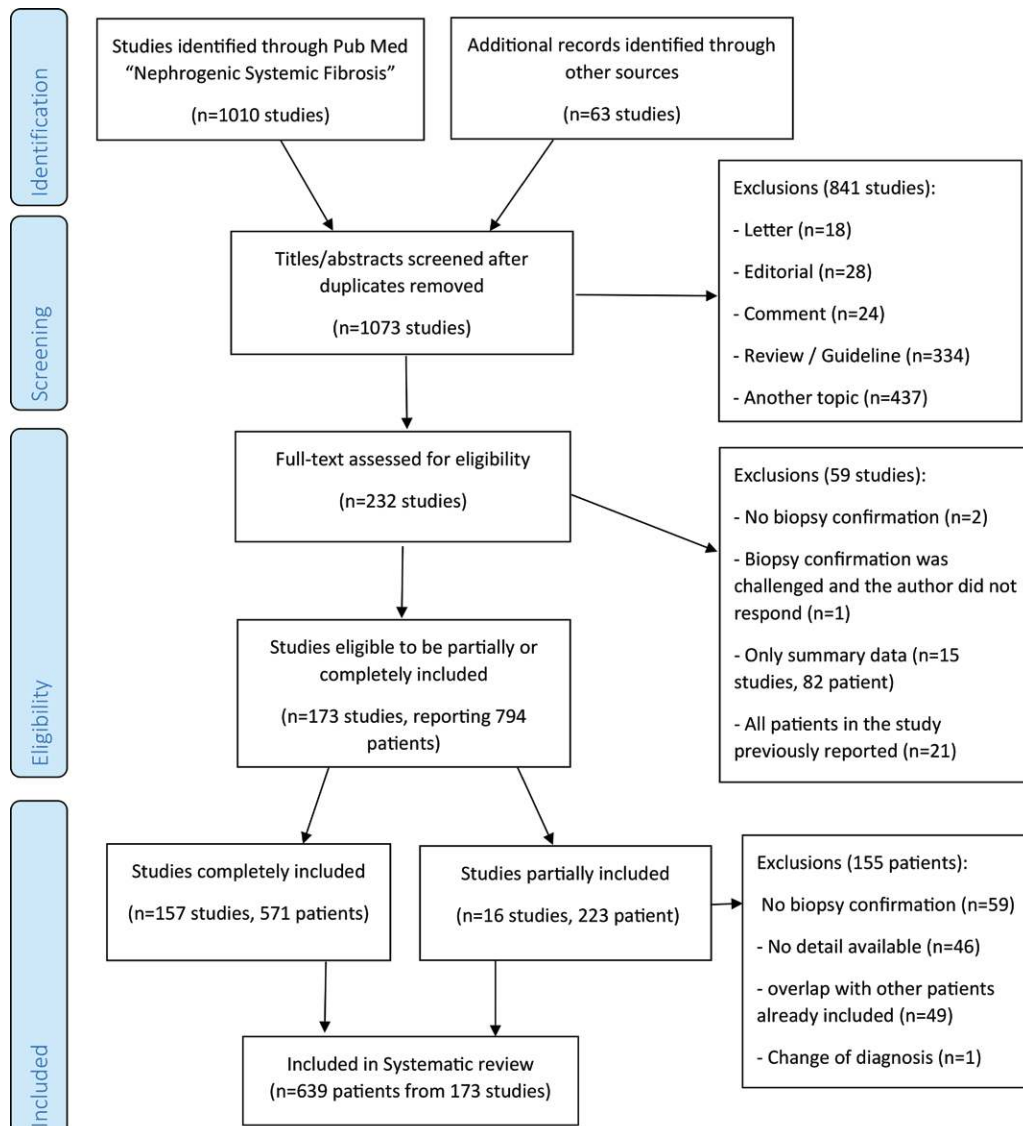 Identification
Studies identified through Pub Med
“Nephrogenic Systemic Fibrosis”
(n=1010 studies)
Additional records identified through
other sources
(n=63 studies)
Screening
Titles/abstracts screened after
duplicates removed
(n=1073 studies)
Exclusions (841 studies):
- Letter (n=18)
- Editorial (n=28)
- Comment (n=24)
- Review / Guideline (n=334)
- Another topic (n=437)
Eligibility
Full-text assessed for eligibility
(n=232 studies)
Exclusions (59 studies):
- No biopsy confirmation (n=2)
- Biopsy confirmation was
challenged and the author did not
respond (n=1)
- Only summary data (n=15
studies, 82 patient)
- All patients in the study
previously reported (n=21)
Studies eligible to be partially or
completely included
(n=173 studies, reporting 794
patients)
Included
Studies completely included
(n=157 studies, 571 patients)
Studies partially included
(n=16 studies, 223 patient)
Exclusions (155 patients):
No biopsy confirmation (n=59)
- No detail available (n=46)
- overlap with other patients
already included (n=49)
- Change of diagnosis (n=1)
Included in Systematic review
(n=639 patients from 173 studies)